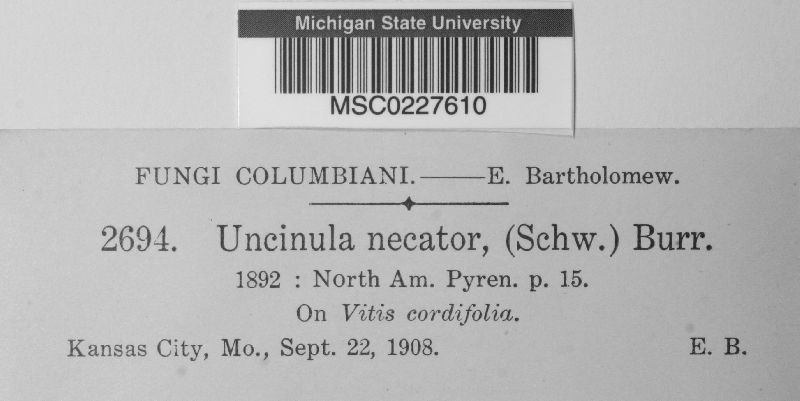 Michigan State University
MSC0227610
FUNGI COLUMBIANI.——E. Bartholomew.
2694. Uncinula necator, (Schw.) Burr.
1892 : North Am. Pyren. p. 15.
On Vitis cordifolia.
Kansas City, Mo., Sept. 22, 1908. E. B.